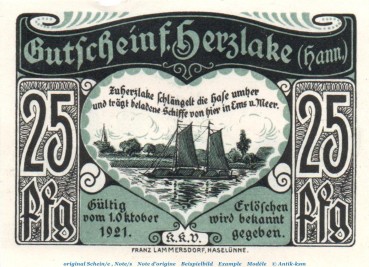 Gutschein f. Herzlake (Hann.)
Zu Herzlake schlängelt die Hase umher
und trägt beladene Schiffe von hier in Ems u. Meer.
25
Pfg
25
Pfg
Gültig
vom 1. Oktober
1921.
Erlöschen
wird bekannt
gegeben.
K.K.V.
FRANZ LAMMERSDORF, HASELÜNNE.
original Schein/e , Note/s Note d'origine Beispielbild Example Modèle © Antik-ksm